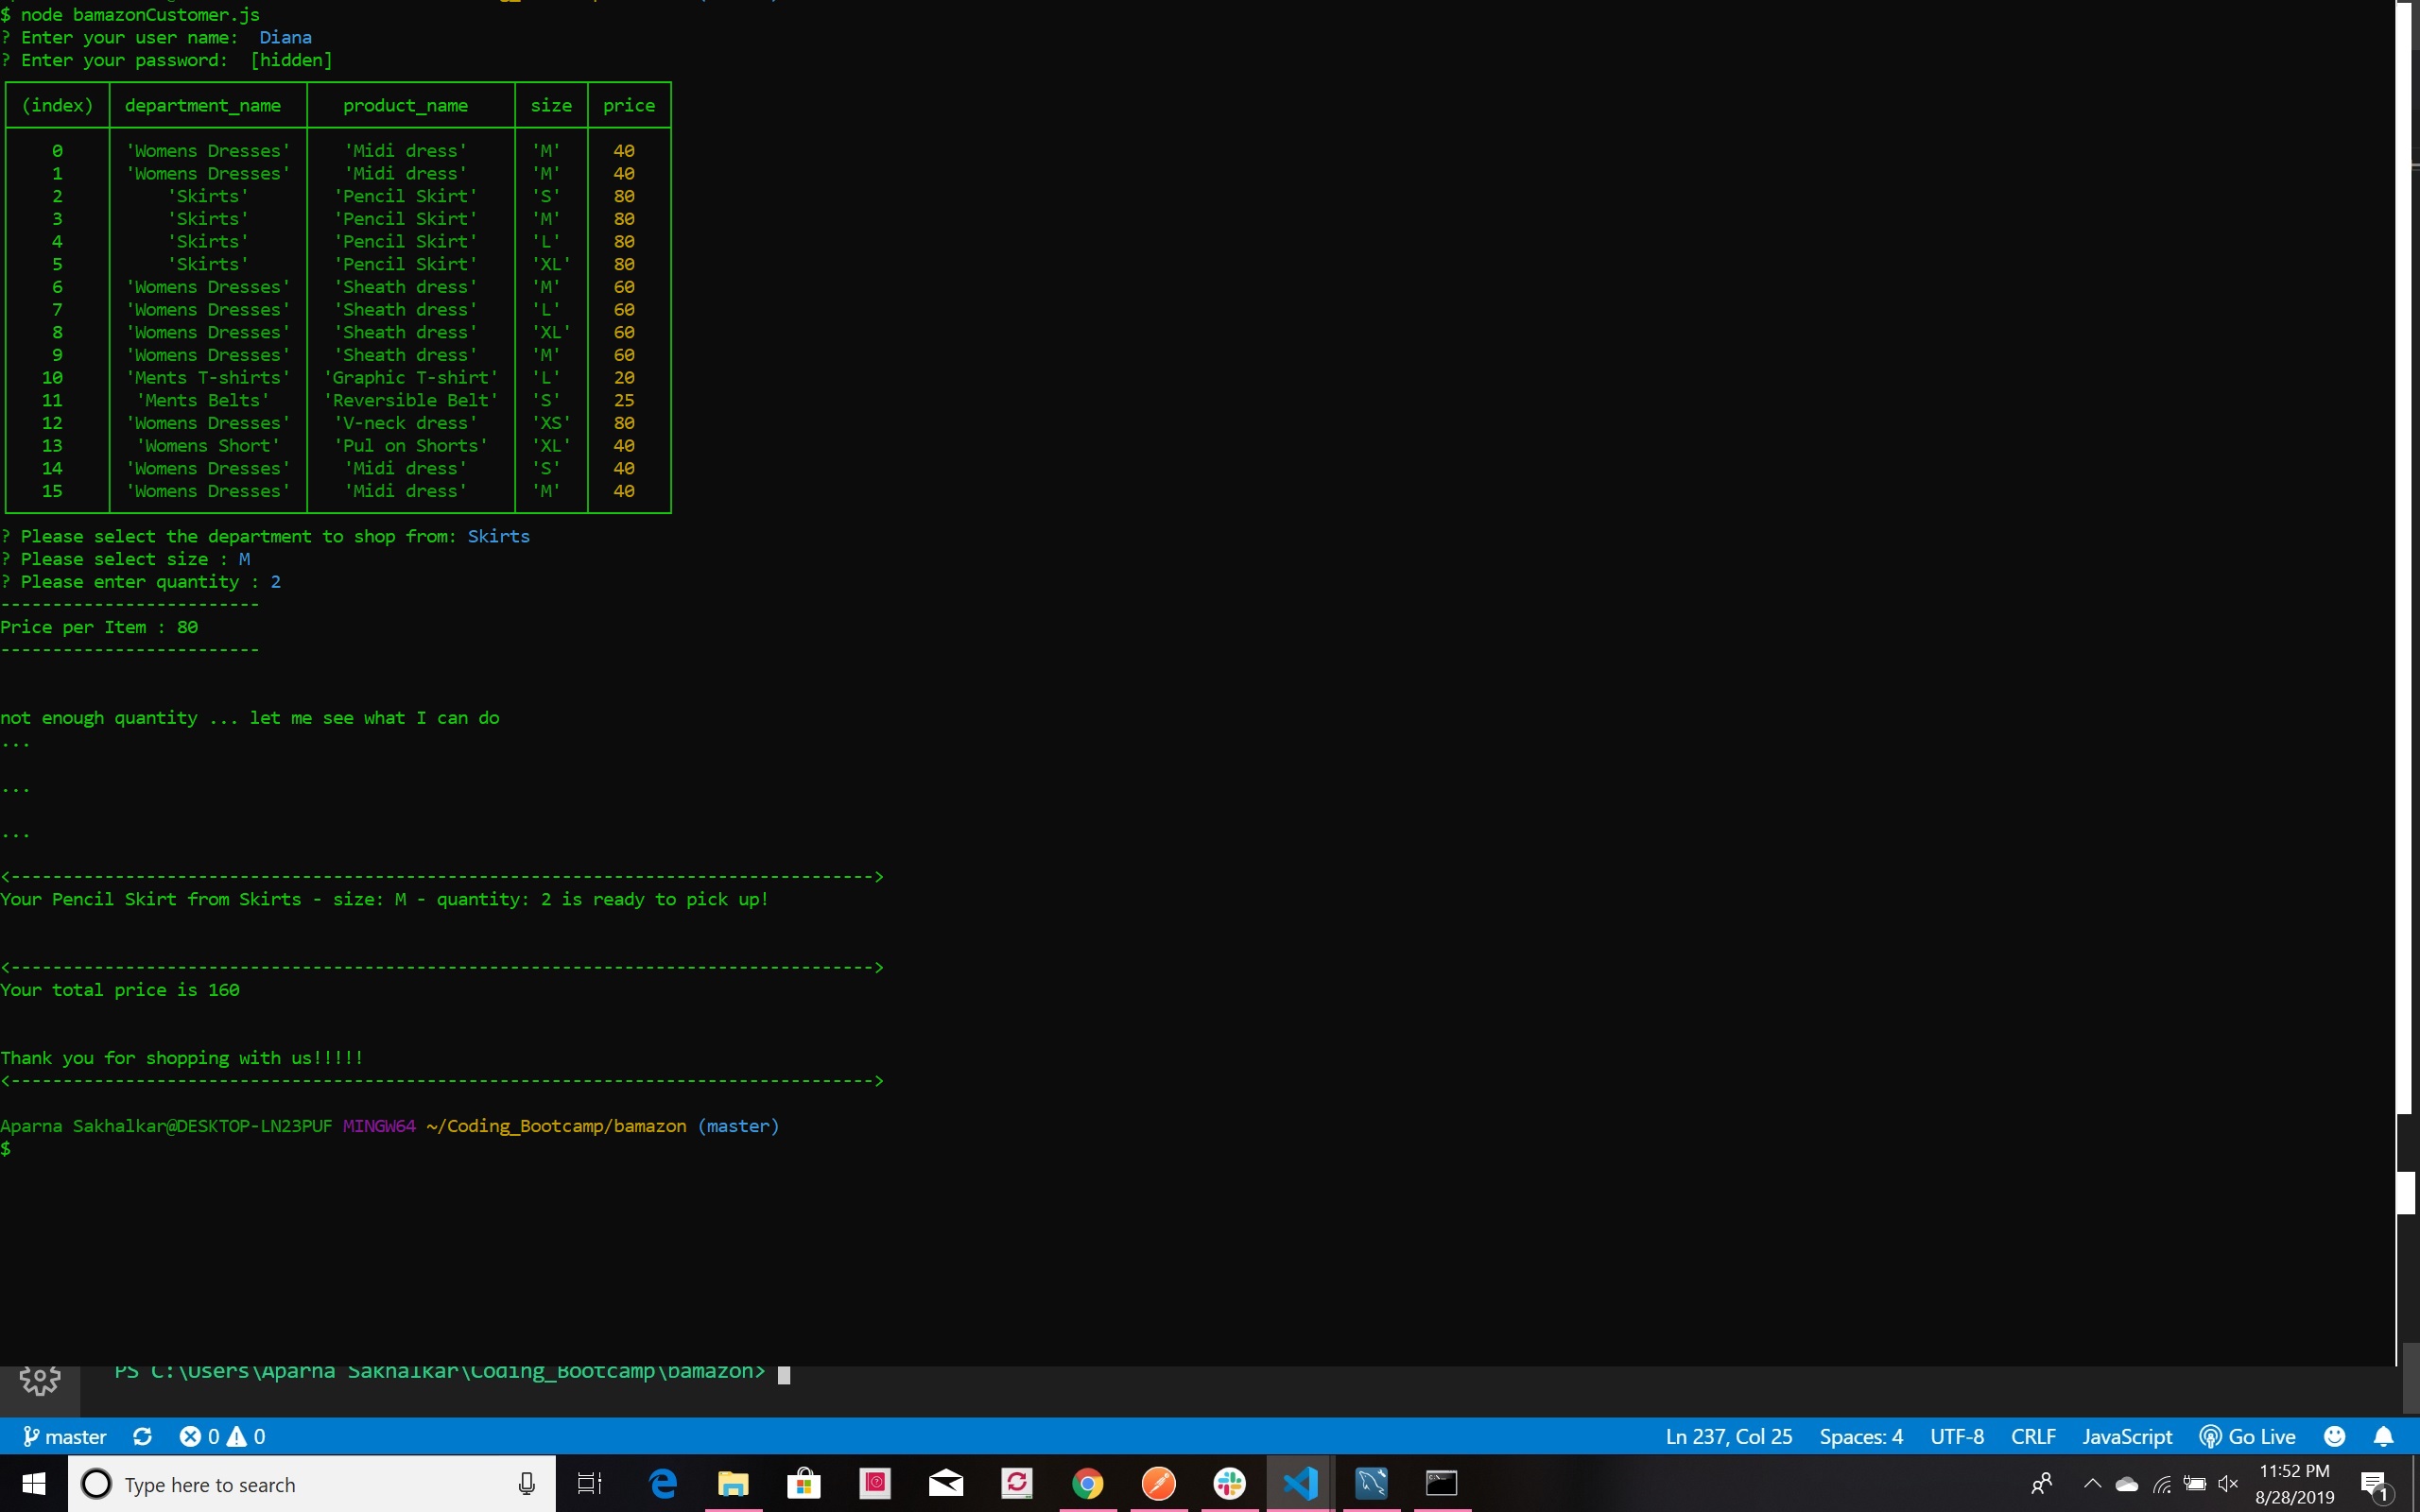 $ node bamazonCustomer.js
? Enter your user name:  Diana
? Enter your password:  [hidden]
(index) department_name product_name size price
0 'Womens Dresses' 'Midi dress' 'M' 40
1 'Womens Dresses' 'Midi dress' 'M' 40
2 'Skirts' 'Pencil Skirt' 'S' 80
3 'Skirts' 'Pencil Skirt' 'M' 80
4 'Skirts' 'Pencil Skirt' 'L' 80
5 'Skirts' 'Pencil Skirt' 'XL' 80
6 'Womens Dresses' 'Sheath dress' 'M' 60
7 'Womens Dresses' 'Sheath dress' 'L' 60
8 'Womens Dresses' 'Sheath dress' 'XL' 60
9 'Womens Dresses' 'Sheath dress' 'M' 60
10 'Ments T-shirts' 'Graphic T-shirt' 'L' 20
11 'Ments Belts' 'Reversible Belt' 'S' 25
12 'Womens Dresses' 'V-neck dress' 'XS' 80
13 'Womens Short' 'Pul on Shorts' 'XL' 40
14 'Womens Dresses' 'Midi dress' 'S' 40
15 'Womens Dresses' 'Midi dress' 'M' 40
? Please select the department to shop from: Skirts
? Please select size : M
? Please enter quantity : 2
-------------------------
Price per Item : 80
-------------------------
not enough quantity ... let me see what I can do
...
...
...
<----------------------------------------------------------------------------------->
Your Pencil Skirt from Skirts - size: M - quantity: 2 is ready to pick up!
<----------------------------------------------------------------------------------->
Your total price is 160
Thank you for shopping with us!!!!!
<----------------------------------------------------------------------------------->
Aparna Sakhalkar@DESKTOP-LN23PUF MINGW64 ~/Coding_Bootcamp/bamazon (master)
$
PS C:\Users\Aparna Sakhalkar\Coding_Bootcamp\bamazon>
master 0 0 Ln 237, Col 25 Spaces: 4 UTF-8 CRLF JavaScript Go Live
Type here to search
11:52 PM
8/28/2019
1